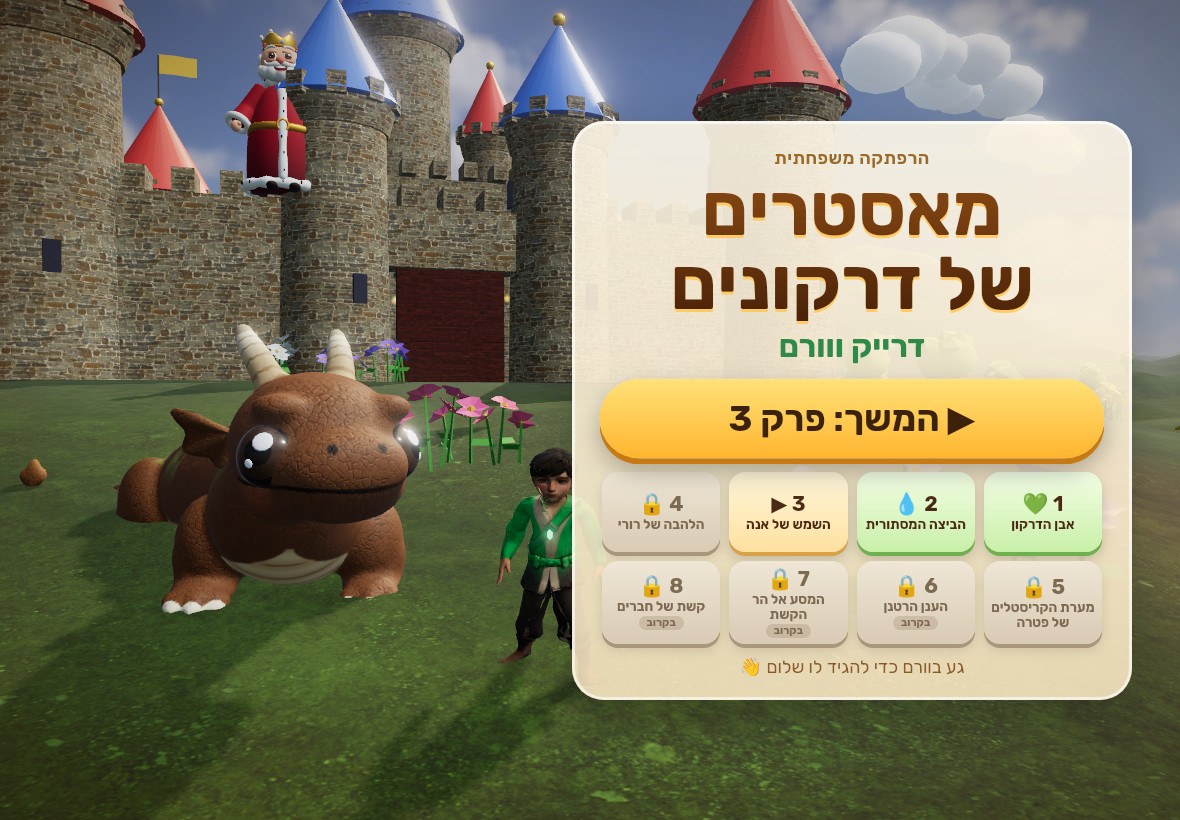 הרפתקה משפחתית
מאסטרים
של דרקונים
דרייק ווורם
▶ המשך: פרק 3
1 💚
אבן הדרקון
2 💧
הביצה המסתורית
3 ▶
השמש של אנה
4 🔒
הלהבה של רורי
5 🔒
מערת הקריסטלים
של פטרה
6 🔒
הענן הרטגן
בקרוב
7 🔒
המסע אל הר
הקשת
בקרוב
8 🔒
קשת של חברים
בקרוב
גע בוורם כדי להגיד לו שלום 👋